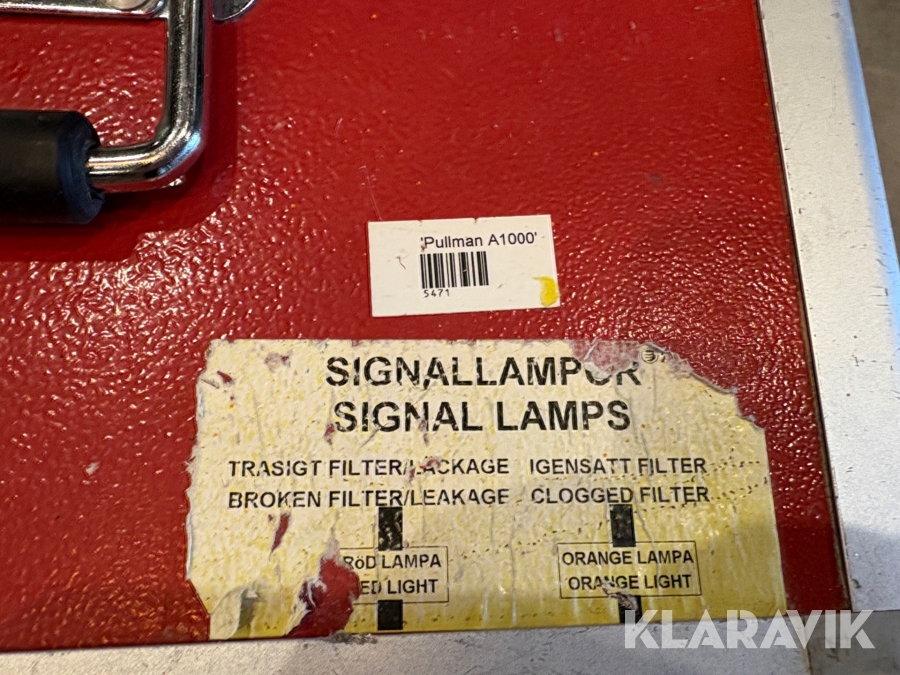 'Pullman A1000'
5471
SIGNALLAMPOR
SIGNAL LAMPS
TRASIGT FILTER/LÄCKAGE IGENSATT FILTER
BROKEN FILTER/LEAKAGE CLOGGED FILTER
RöD LAMPA
RED LIGHT
ORANGE LAMPA
ORANGE LIGHT
KLARAVIK